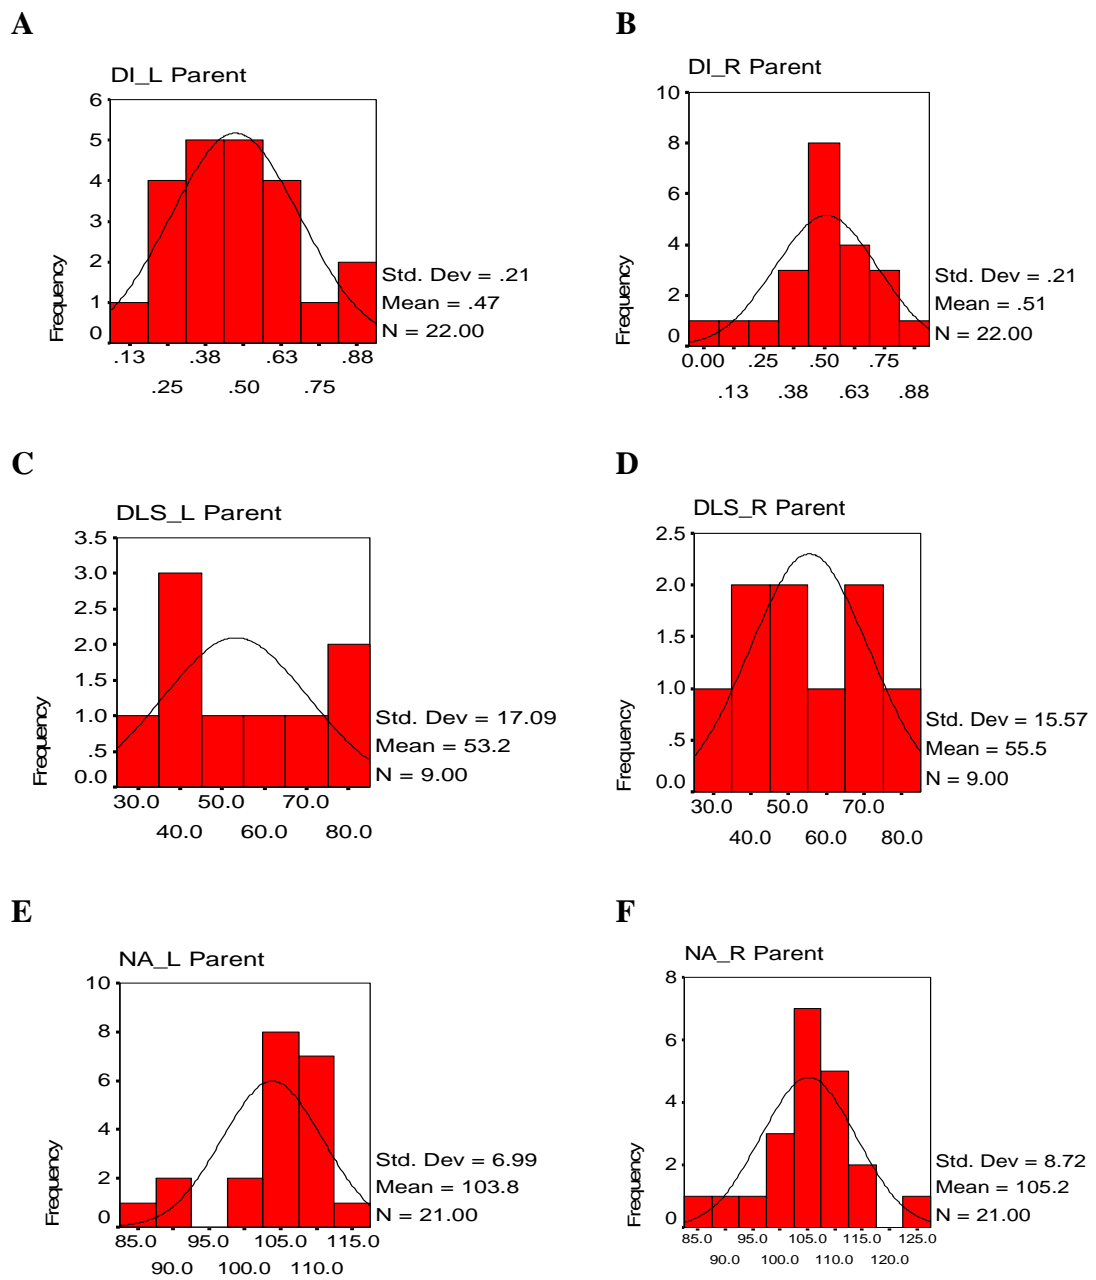 A
DI_L Parent
6
5
4
3
2
1
0
Frequency
.13 .38 .63 .88
.25 .50 .75
Std. Dev = .21
Mean = .47
N = 22.00
B
DI_R Parent
10
8
6
4
2
0
Frequency
0.00 .25 .50 .75
.13 .38 .63 .88
Std. Dev = .21
Mean = .51
N = 22.00
C
DLS_L Parent
3.5
3.0
2.5
2.0
1.5
1.0
.5
0.0
Frequency
30.0 50.0 70.0
40.0 60.0 80.0
Std. Dev = 17.09
Mean = 53.2
N = 9.00
D
DLS_R Parent
2.5
2.0
1.5
1.0
.5
0.0
Frequency
30.0 50.0 70.0
40.0 60.0 80.0
Std. Dev = 15.57
Mean = 55.5
N = 9.00
E
NA_L Parent
10
8
6
4
2
0
Frequency
85.0 95.0 105.0 115.0
90.0 100.0 110.0
Std. Dev = 6.99
Mean = 103.8
N = 21.00
F
NA_R Parent
8
6
4
2
0
Frequency
85.0 95.0 105.0 115.0 125.0
90.0 100.0 110.0 120.0
Std. Dev = 8.72
Mean = 105.2
N = 21.00